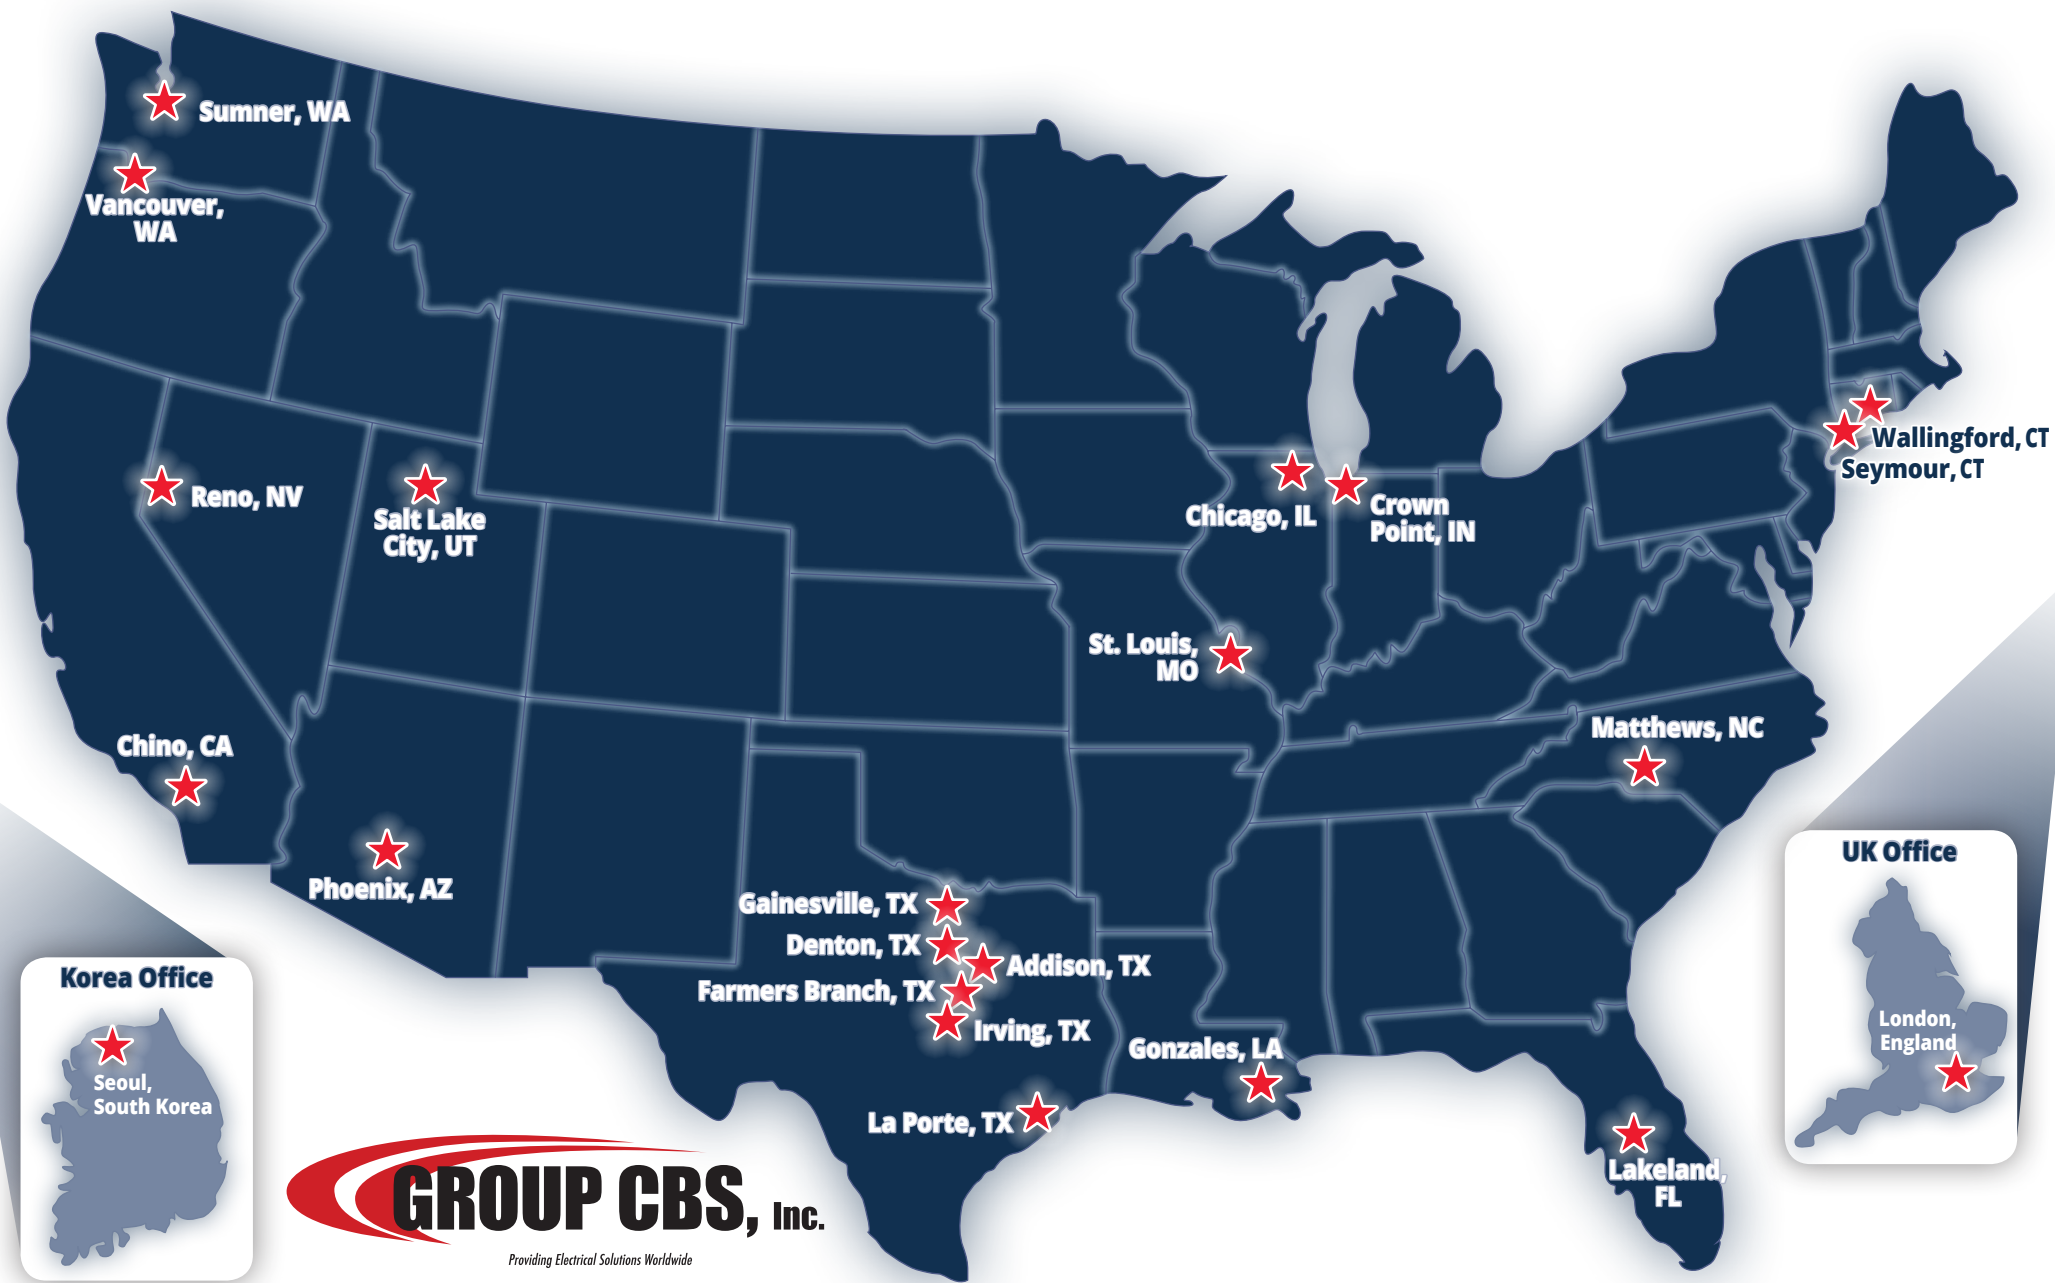 Sumner, WA
Vancouver,
WA
Reno, NV
Salt Lake
City, UT
Chicago, IL
Crown
Point, IN
Wallingford, CT
Seymour, CT
St. Louis,
MO
Matthews, NC
Chino, CA
Phoenix, AZ
Gainesville, TX
Denton, TX
Addison, TX
Farmers Branch, TX
Irving, TX
Gonzales, LA
La Porte, TX
Lakeland,
FL
Korea Office
Seoul,
South Korea
UK Office
London,
England
GROUP CBS, Inc.
Providing Electrical Solutions Worldwide